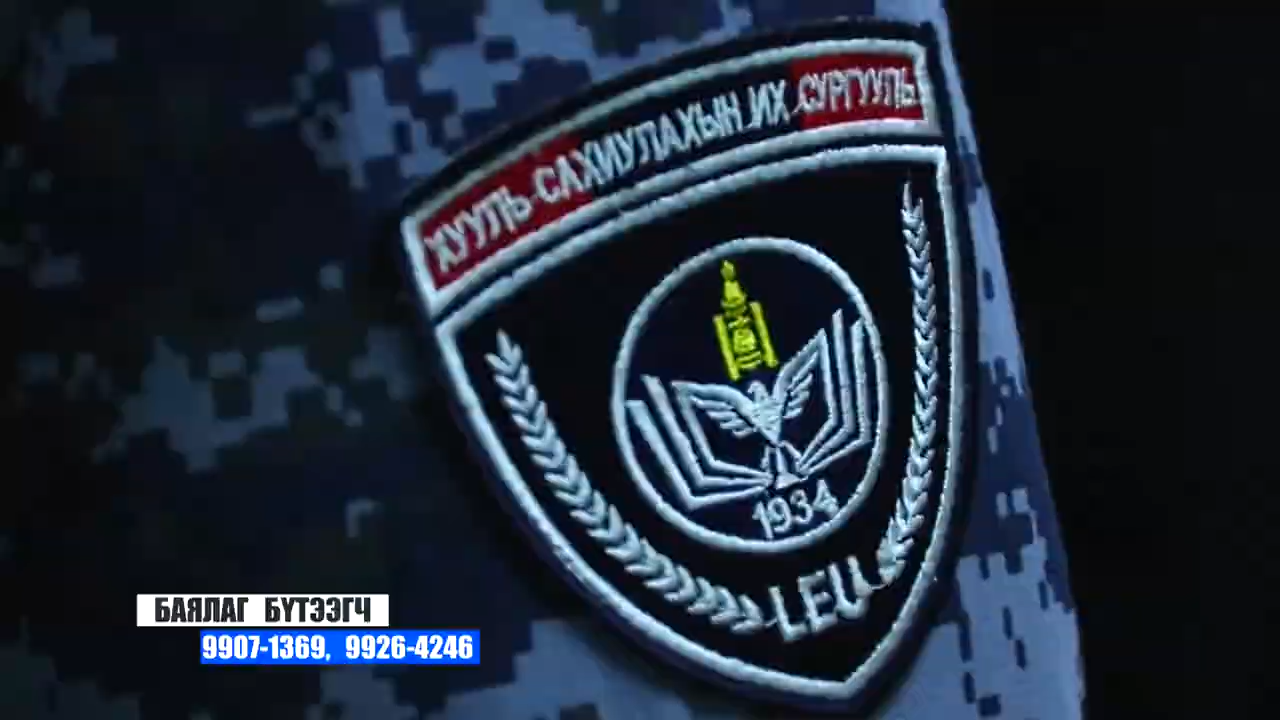 ХУУЛЬ САХИУЛАХЫН ИХ СУРГУУЛЬ
1934
LEU
БАЯЛАГ БҮТЭЭГЧ
9907-1369, 9926-4246